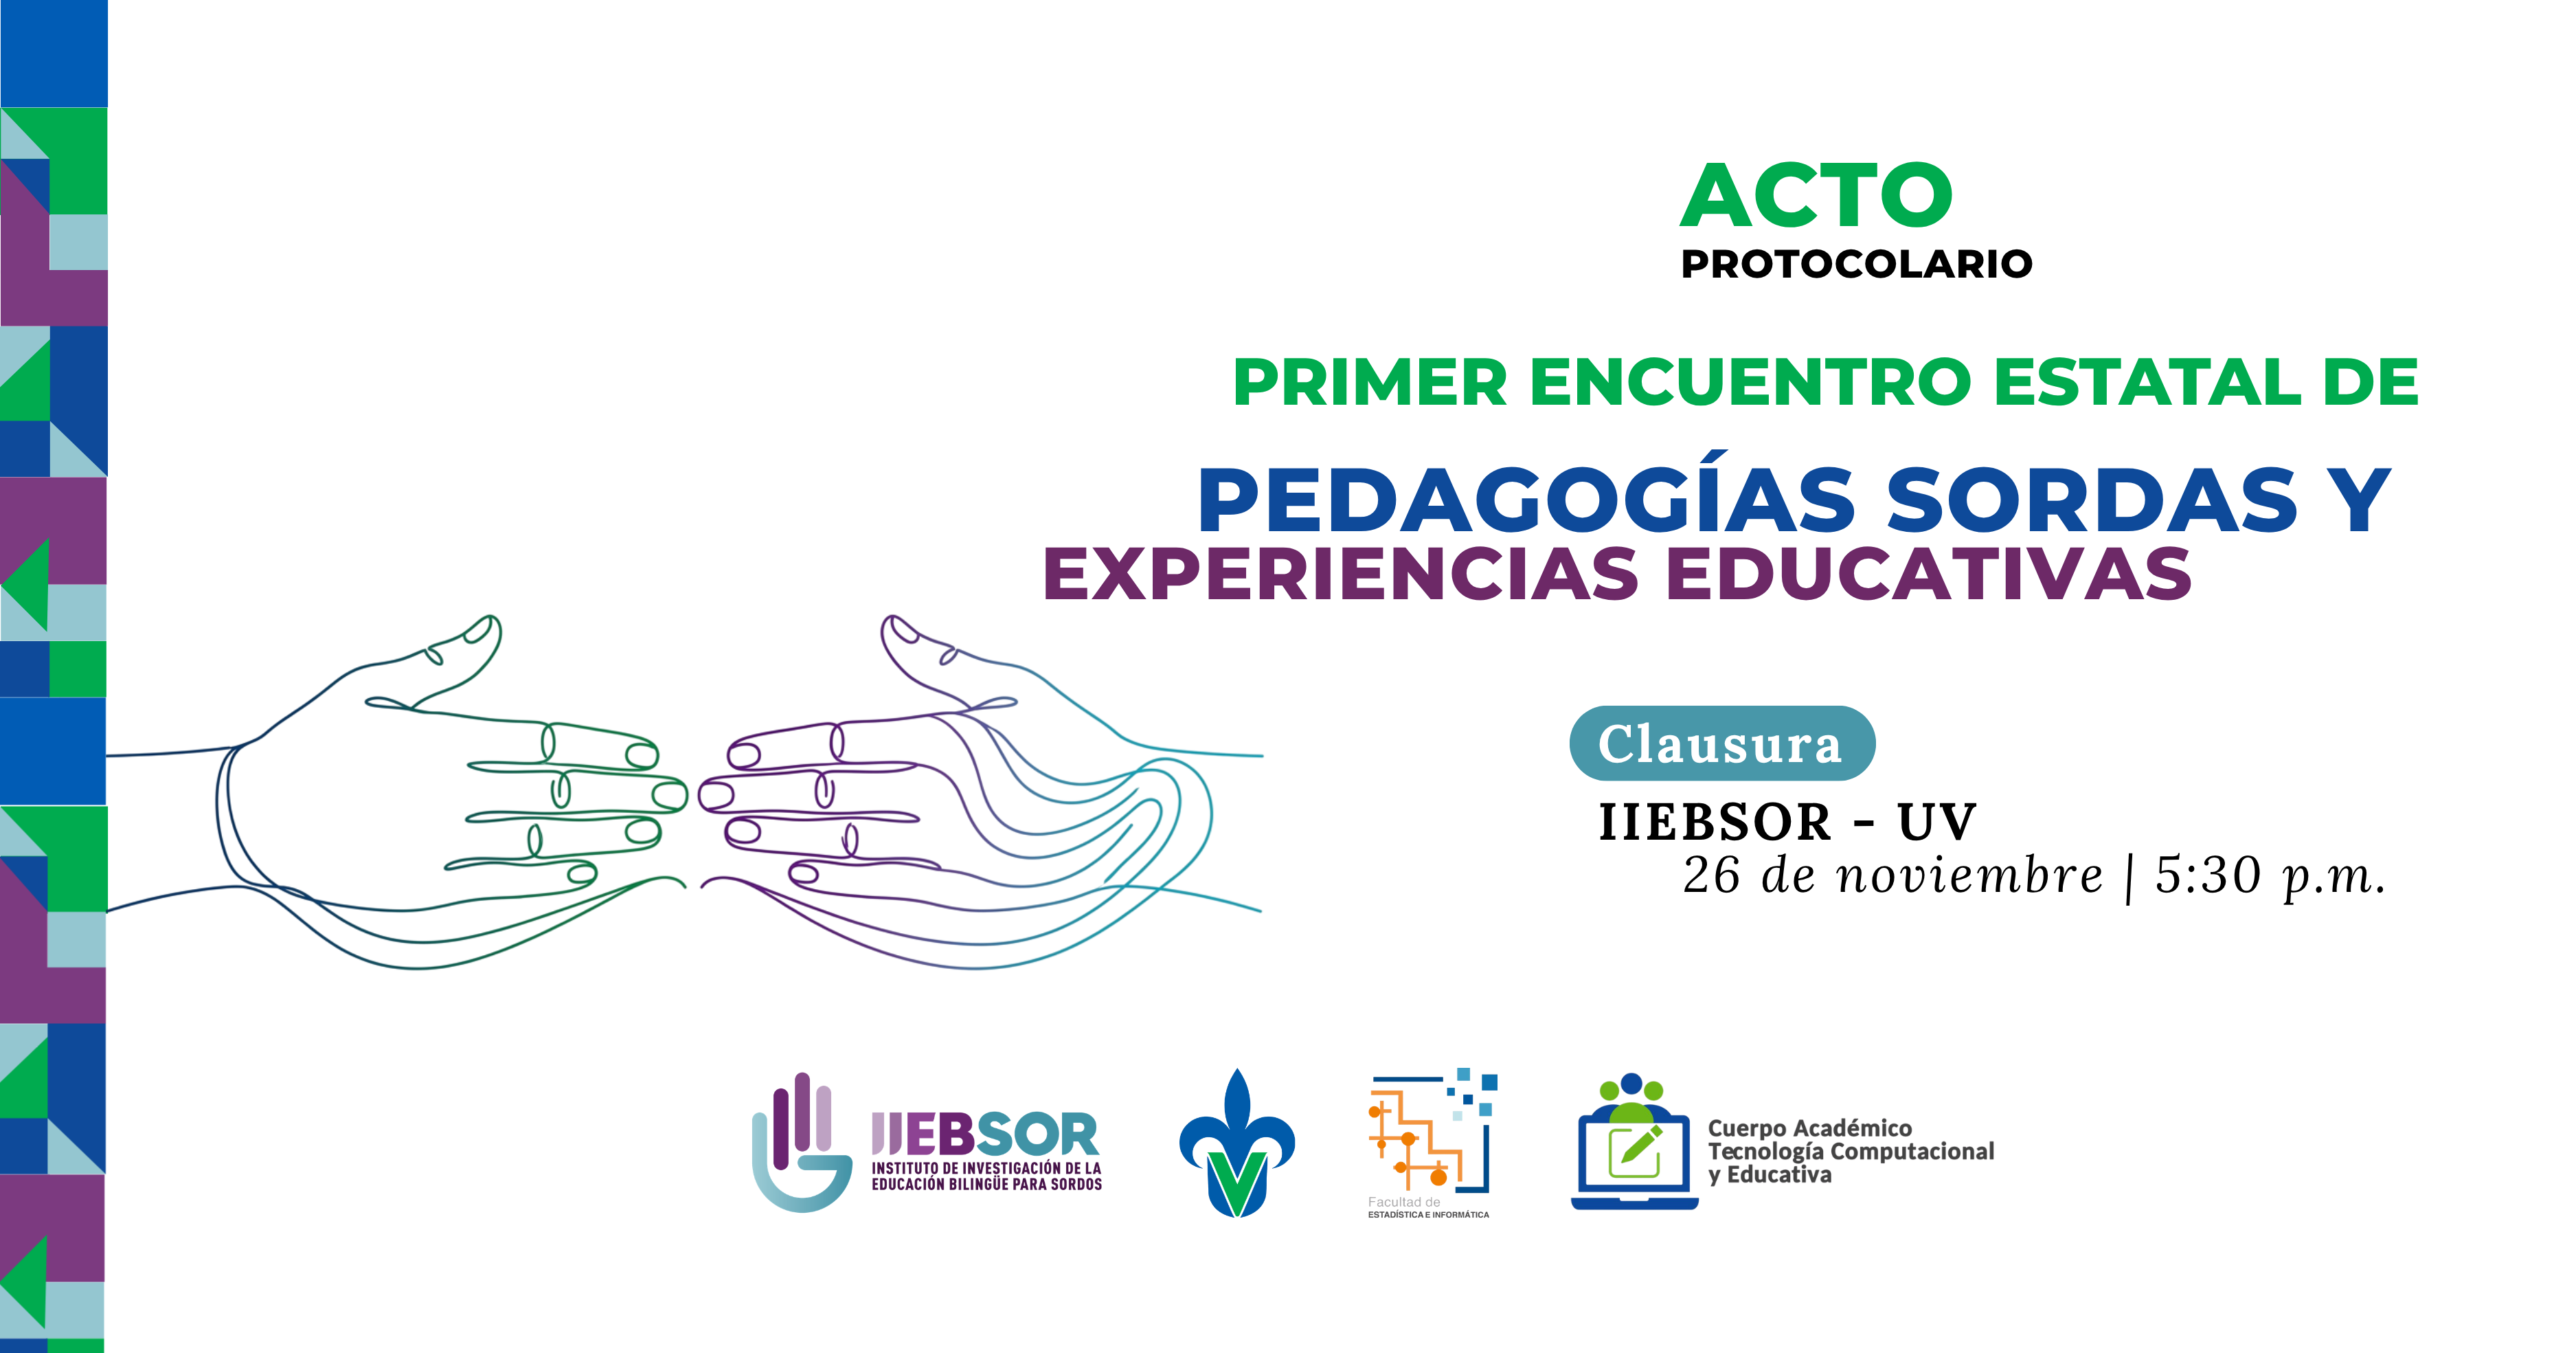 ACTO
PROTOCOLARIO
PRIMER ENCUENTRO ESTATAL DE
PEDAGOGÍAS SORDAS Y
EXPERIENCIAS EDUCATIVAS
Clausura
IIEBSOR - UV
26 de noviembre | 5:30 p.m.
IIEBSOR
INSTITUTO DE INVESTIGACIÓN DE LA
EDUCACIÓN BILINGÜE PARA SORDOS
Facultad de
ESTADÍSTICA E INFORMÁTICA
Cuerpo Académico
Tecnología Computacional
y Educativa